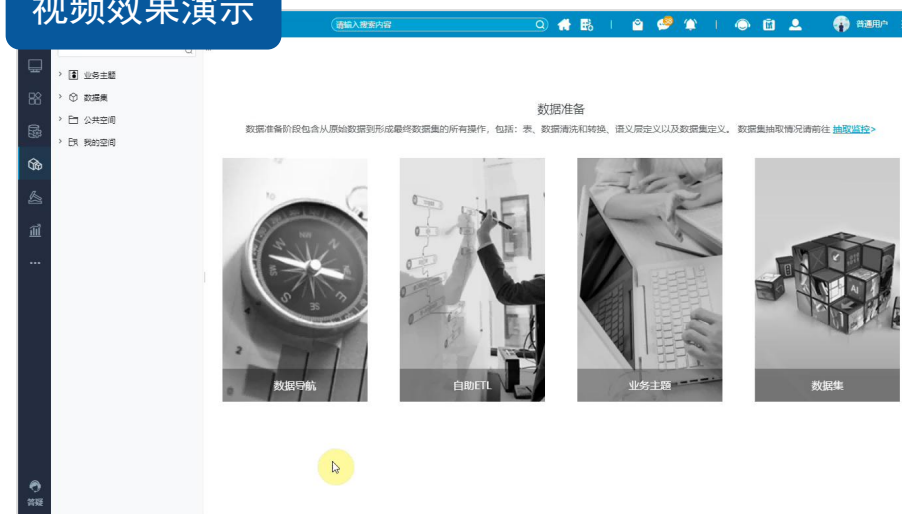 视频效果演示
请输入搜索内容
普通用户
业务主题
数据集
公共空间
我的空间
数据准备
数据准备阶段包含从原始数据到形成最终数据集的所有操作，包括：表、数据清洗和转换、语义层定义以及数据集定义。 数据集抽取情况请前往 抽取监控>
数据导航
自助ETL
业务主题
数据集
答疑